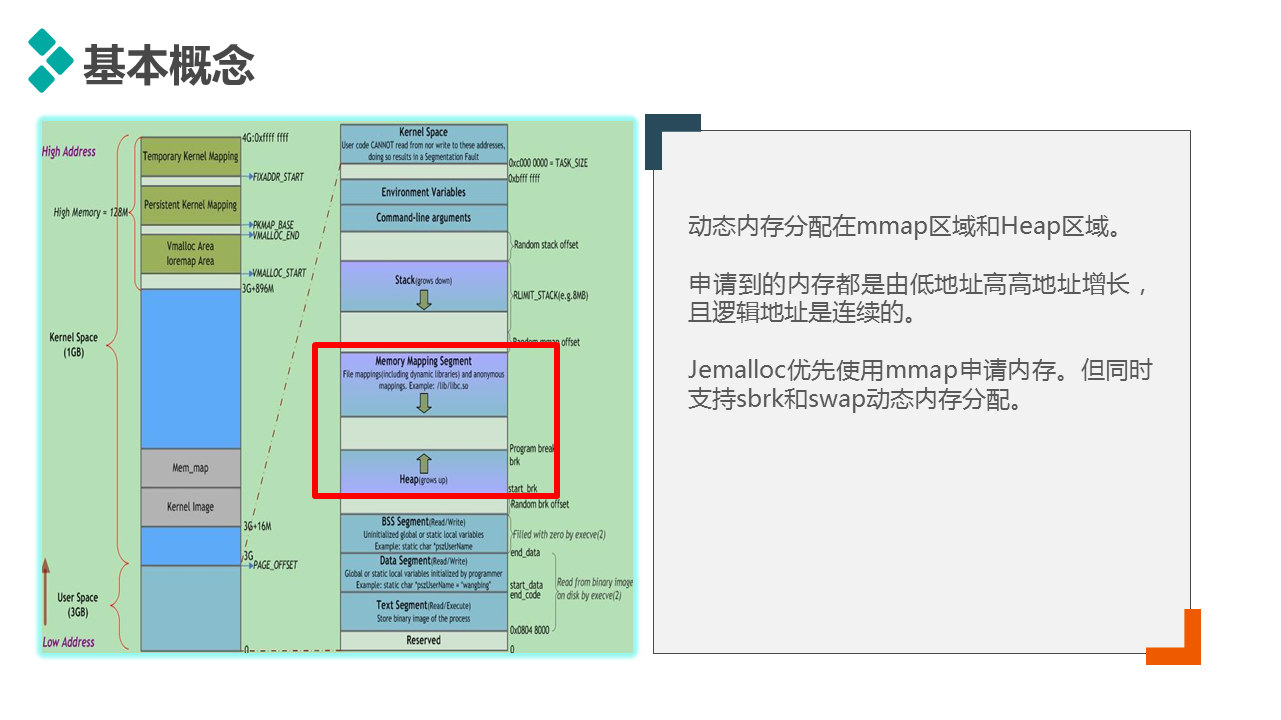 基本概念
High Address
High Memory = 128M
Kernel Space
(1GB)
User Space
(3GB)
Low Address
4G:0xffff ffff
Temporary Kernel Mapping
FIXADDR_START
Persistent Kernel Mapping
PKMAP_BASE
VMALLOC_END
Vmalloc Area
Ioremap Area
VMALLOC_START
3G+896M
Mem_map
Kernel Image
3G+16M
3G
PAGE_OFFSET
0
Kernel Space
User code CANNOT read from nor write to these addresses,
doing so results in a Segmentation Fault
0xc000 0000 = TASK_SIZE
0xbfff ffff
Environment Variables
Command-line arguments
Random stack offset
Stack(grows down)
RLIMIT_STACK(e.g.8MB)
Random mmap offset
Memory Mapping Segment
File mappings(including dynamic libraries) and anonymous
mappings. Example: /lib/libc.so
Program break
brk
Heap(grows up)
start_brk
Random brk offset
BSS Segment(Read/Write)
Uninitialized global or static local variables
Example: static char *pszUserName
Filled with zero by execve(2)
end_data
Data Segment(Read/Write)
Global or static local variables initialized by programmer
Example: static char *pszUserName = "wangbing"
start_data
end_code
Read from binary image
on disk by execve(2)
Text Segment(Read/Execute)
Store binary image of the process
0x0804 8000
Reserved
0
动态内存分配在mmap区域和Heap区域。
申请到的内存都是由低地址高高地址增长，
且逻辑地址是连续的。
Jemalloc优先使用mmap申请内存。但同时
支持sbrk和swap动态内存分配。